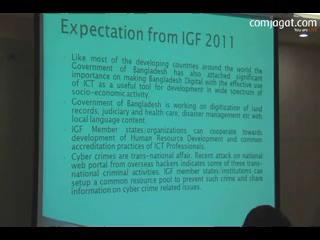 comjagot.com
You are LIVE
Expectation from IGF 2011
Like most of the developing countries around the world the
Government of Bangladesh has also attached significant
importance on making Bangladesh Digital with the effective use
of ICT as a useful tool for development in wide spectrum of
socio-economic activity.
Government of Bangladesh is working on digitization of land
records, judiciary and health care, disaster management etc with
local language content.
IGF Member states/organizations can cooperate towards
development of Human Resource Development and common
accreditation practices of ICT Professionals.
Cyber crimes are trans-national affair. Recent attack on national
web portal from overseas hackers indicates some of these trans-
national criminal activities. IGF member states/institutions can
setup a common resource pool to prevent such crime and share
information on cyber crime related issues.